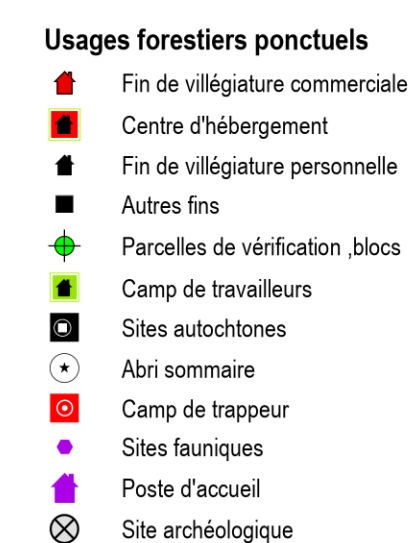 Usages forestiers ponctuels
Fin de villégiature commerciale
Centre d'hébergement
Fin de villégiature personnelle
Autres fins
Parcelles de vérification ,blocs
Camp de travailleurs
Sites autochtones
Abri sommaire
Camp de trappeur
Sites fauniques
Poste d'accueil
Site archéologique